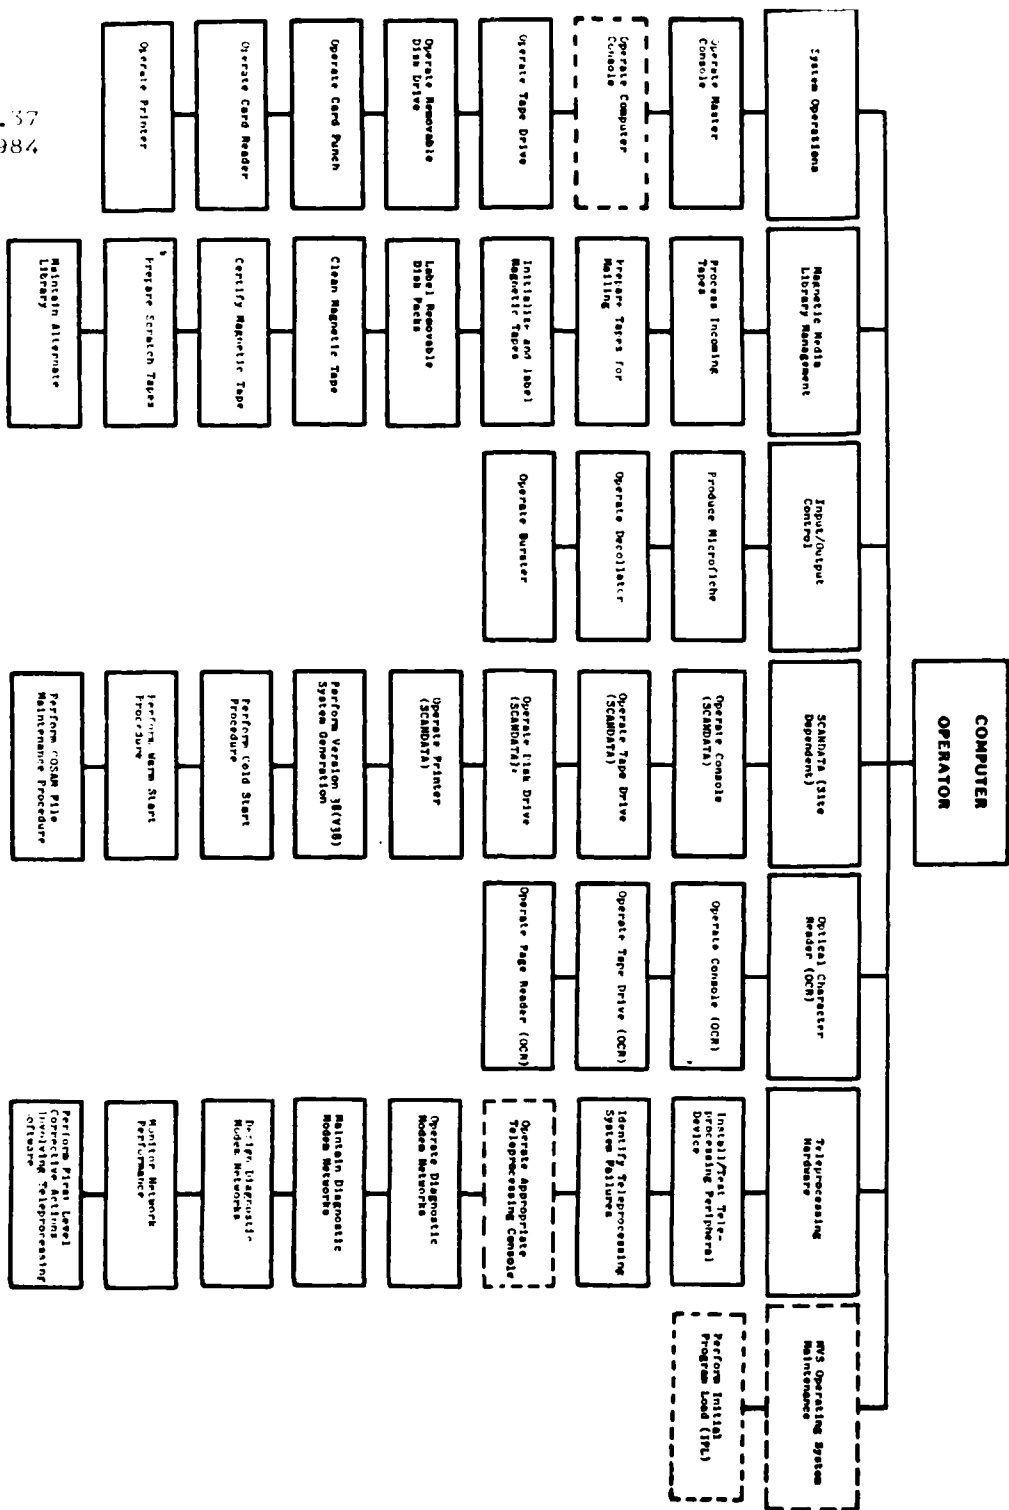 .37
984
COMPUTER
OPERATOR
System Operations
Operate Master
Console
Operate Computer
Console
Operate Tape Drive
Operate Removable
Disk Drive
Operate Card Punch
Operate Card Reader
Operate Printer
Magnetic Media
Library Management
Process Incoming
Tapes
Prepare Tapes for
Mailing
Initialize and Label
Magnetic Tapes
Label Removable
Disk Packs
Clean Magnetic Tape
Certify Magnetic Tape
Prepare Scratch Tapes
Maintain Alternate
Library
Input/Output
Control
Produce Microfiche
Operate Decollator
Operate Burster
SCANDATA (Site
Dependent)
Operate Console
(SCANDATA)
Operate Tape Drive
(SCANDATA)
Operate Disk Drive
(SCANDATA)
Operate Printer
(SCANDATA)
Perform Version 38(V38)
System Generation
Perform Cold Start
Procedure
Perform Warm Start
Procedure
Perform File
Maintenance Procedure
Optical Character
Reader (OCR)
Operate Console (OCR)
Operate Tape Drive (OCR)
Operate Page Reader (OCR)
Teleprocessing
Hardware
Install/Test Tele-
processing Peripheral
Device
Identify Teleprocessing
System Failures
Operate Appropriate
Teleprocessing Console
Operate Diagnostic
Modem Networks
Maintain Diagnostic
Modem Networks
Design Diagnostic
Modem Networks
Monitor Network
Performance
Perform First Level
Corrective Actions
Involving Teleprocessing
Software
MVS Operating System
Maintenance
Perform Initial
Program Load (IPL)